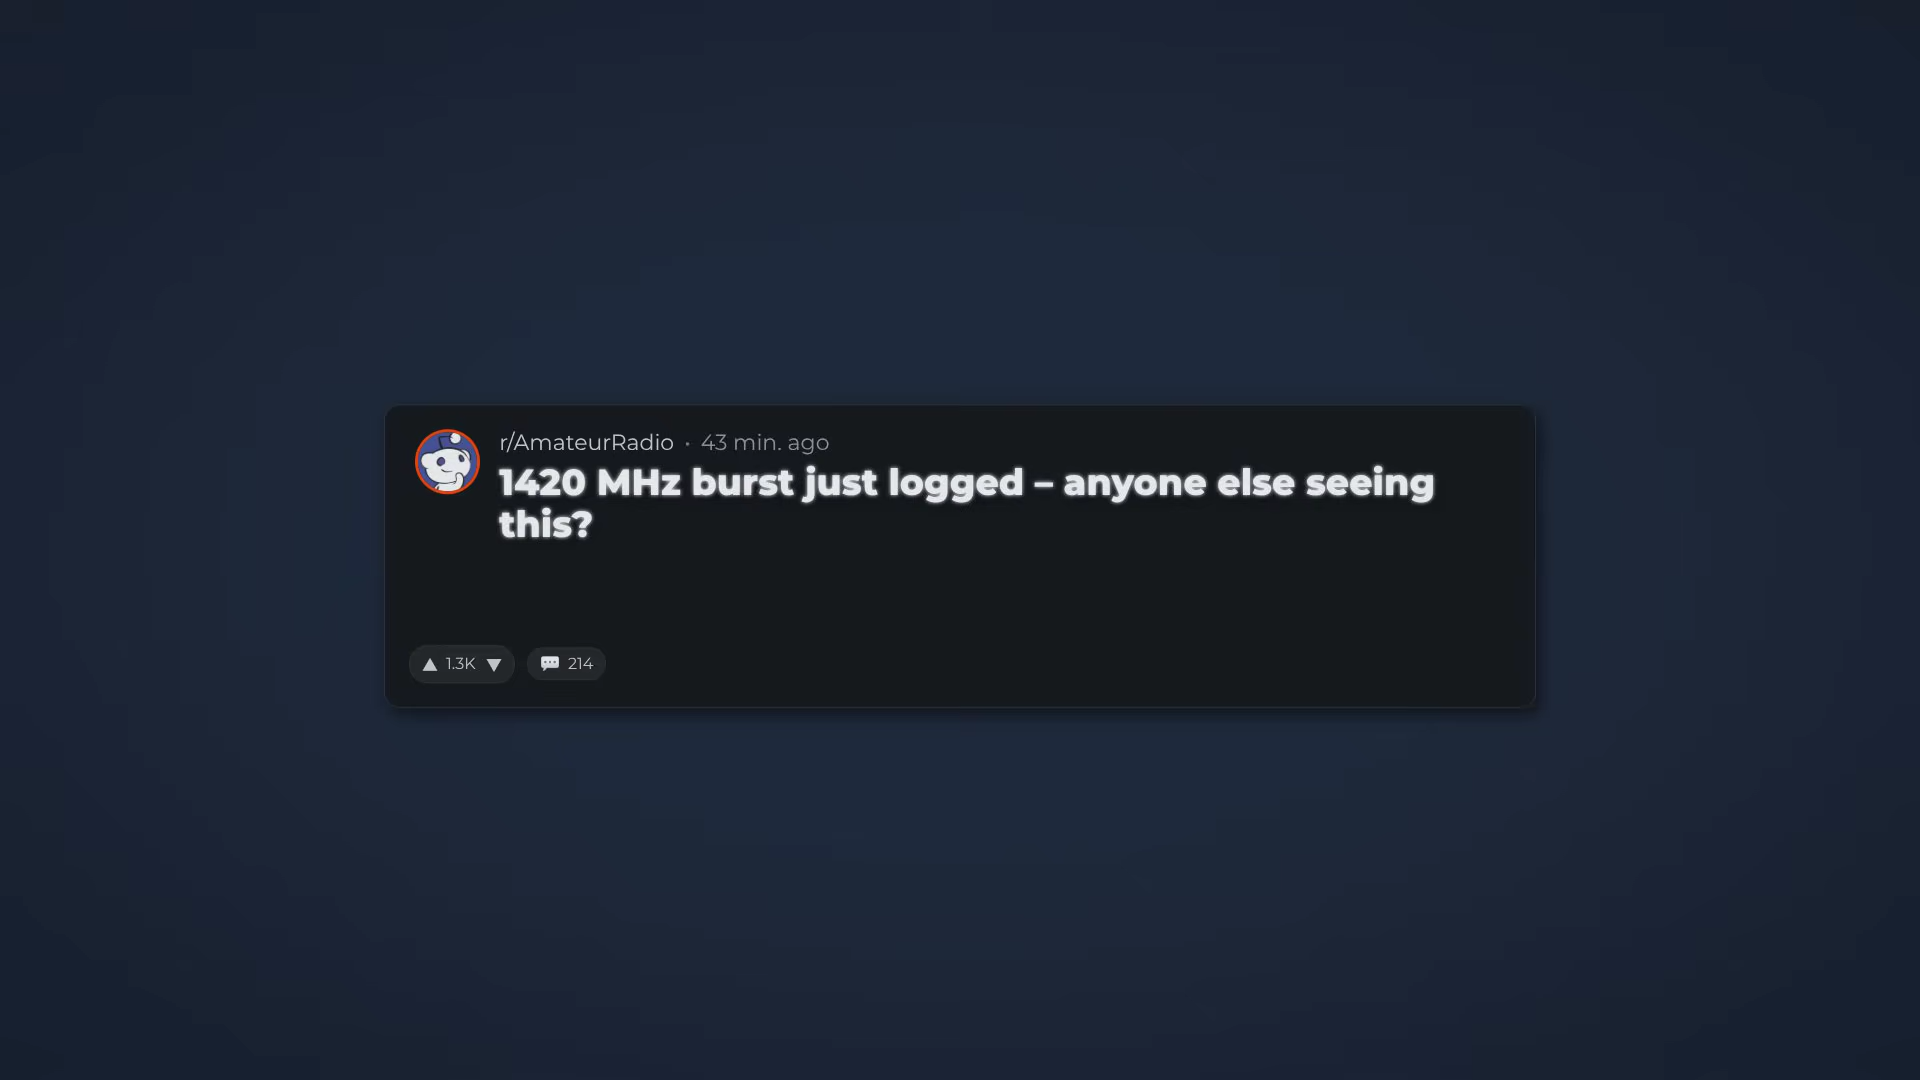 r/AmateurRadio • 43 min. ago
1420 MHz burst just logged – anyone else seeing
this?
1.3K
214